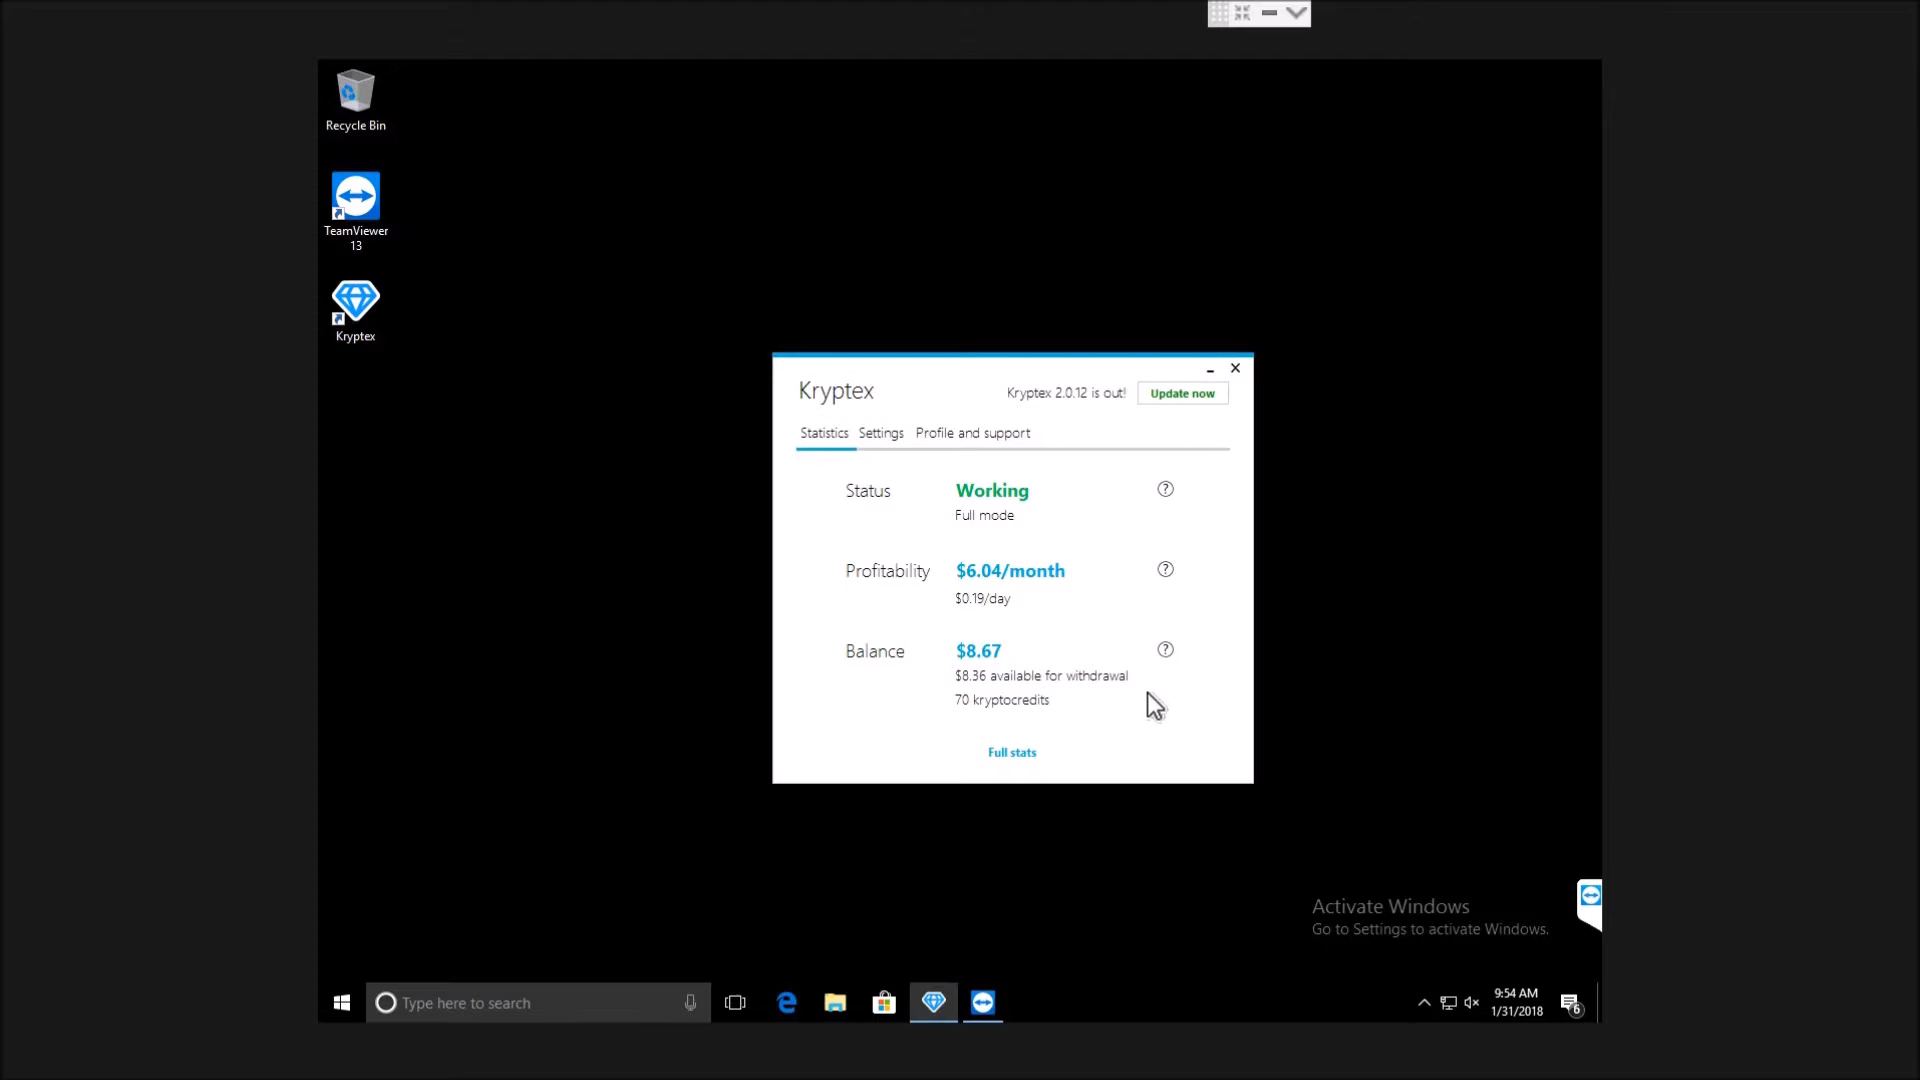 Recycle Bin
TeamViewer
13
Kryptex
Kryptex
Kryptex 2.0.12 is out!
Update now
Statistics
Settings
Profile and support
Status
Working
Full mode
Profitability
$6.04/month
$0.19/day
Balance
$8.67
$8.36 available for withdrawal
70 kryptocredits
Full stats
Activate Windows
Go to Settings to activate Windows.
Type here to search
9:54 AM
1/31/2018
6